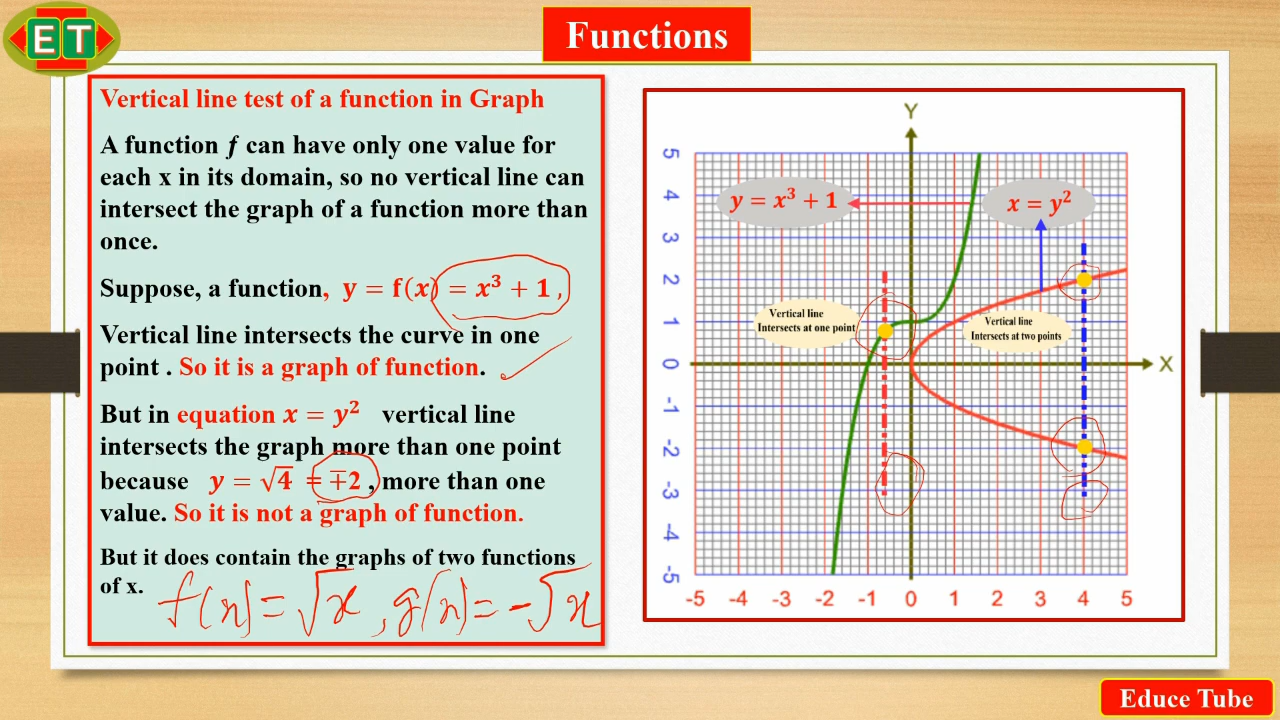 ET
Functions
Vertical line test of a function in Graph
A function f can have only one value for
each x in its domain, so no vertical line can
intersect the graph of a function more than
once.
Suppose, a function, y = f(x) = x³ + 1 ,
Vertical line intersects the curve in one
point . So it is a graph of function.
But in equation x = y² vertical line
intersects the graph more than one point
because y = √4 = ∓2 , more than one
value. So it is not a graph of function.
But it does contain the graphs of two functions
of x.
f(x) = √x , g(x) = -√x
Y
y = x³ + 1
x = y²
Vertical line
Intersects at one point
Vertical line
Intersects at two points
X
5
4
3
2
1
0
-1
-2
-3
-4
-5
-5 -4 -3 -2 -1 0 1 2 3 4 5
Educe Tube